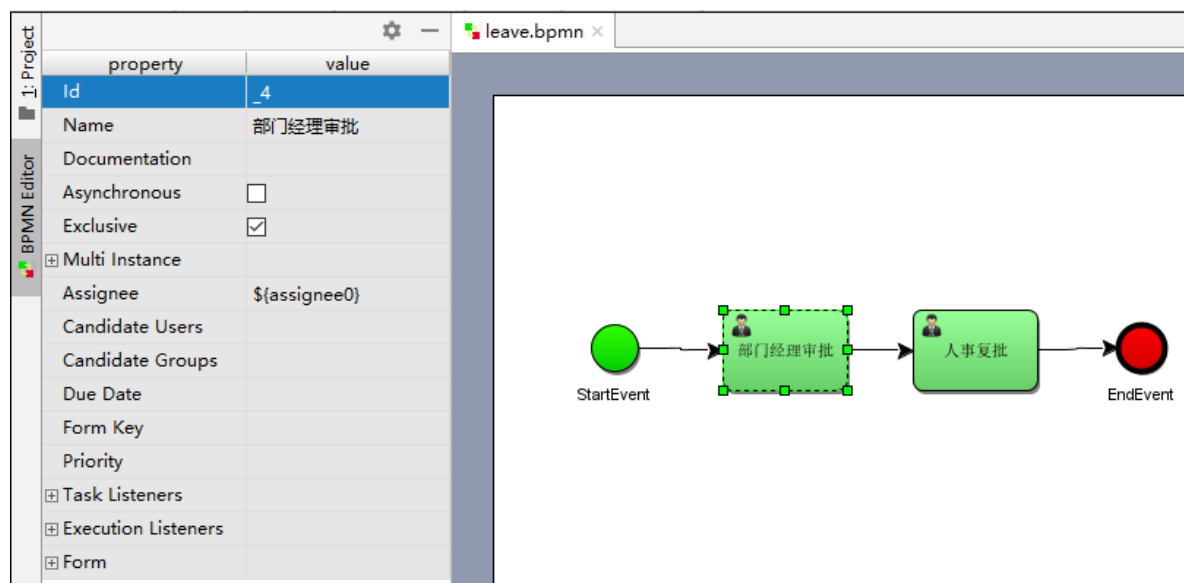 1: Project
BPMN Editor
property value
Id _4
Name 部门经理审批
Documentation
Asynchronous
Exclusive
Multi Instance
Assignee ${assignee0}
Candidate Users
Candidate Groups
Due Date
Form Key
Priority
Task Listeners
Execution Listeners
Form
leave.bpmn
部门经理审批
人事复批
StartEvent
EndEvent